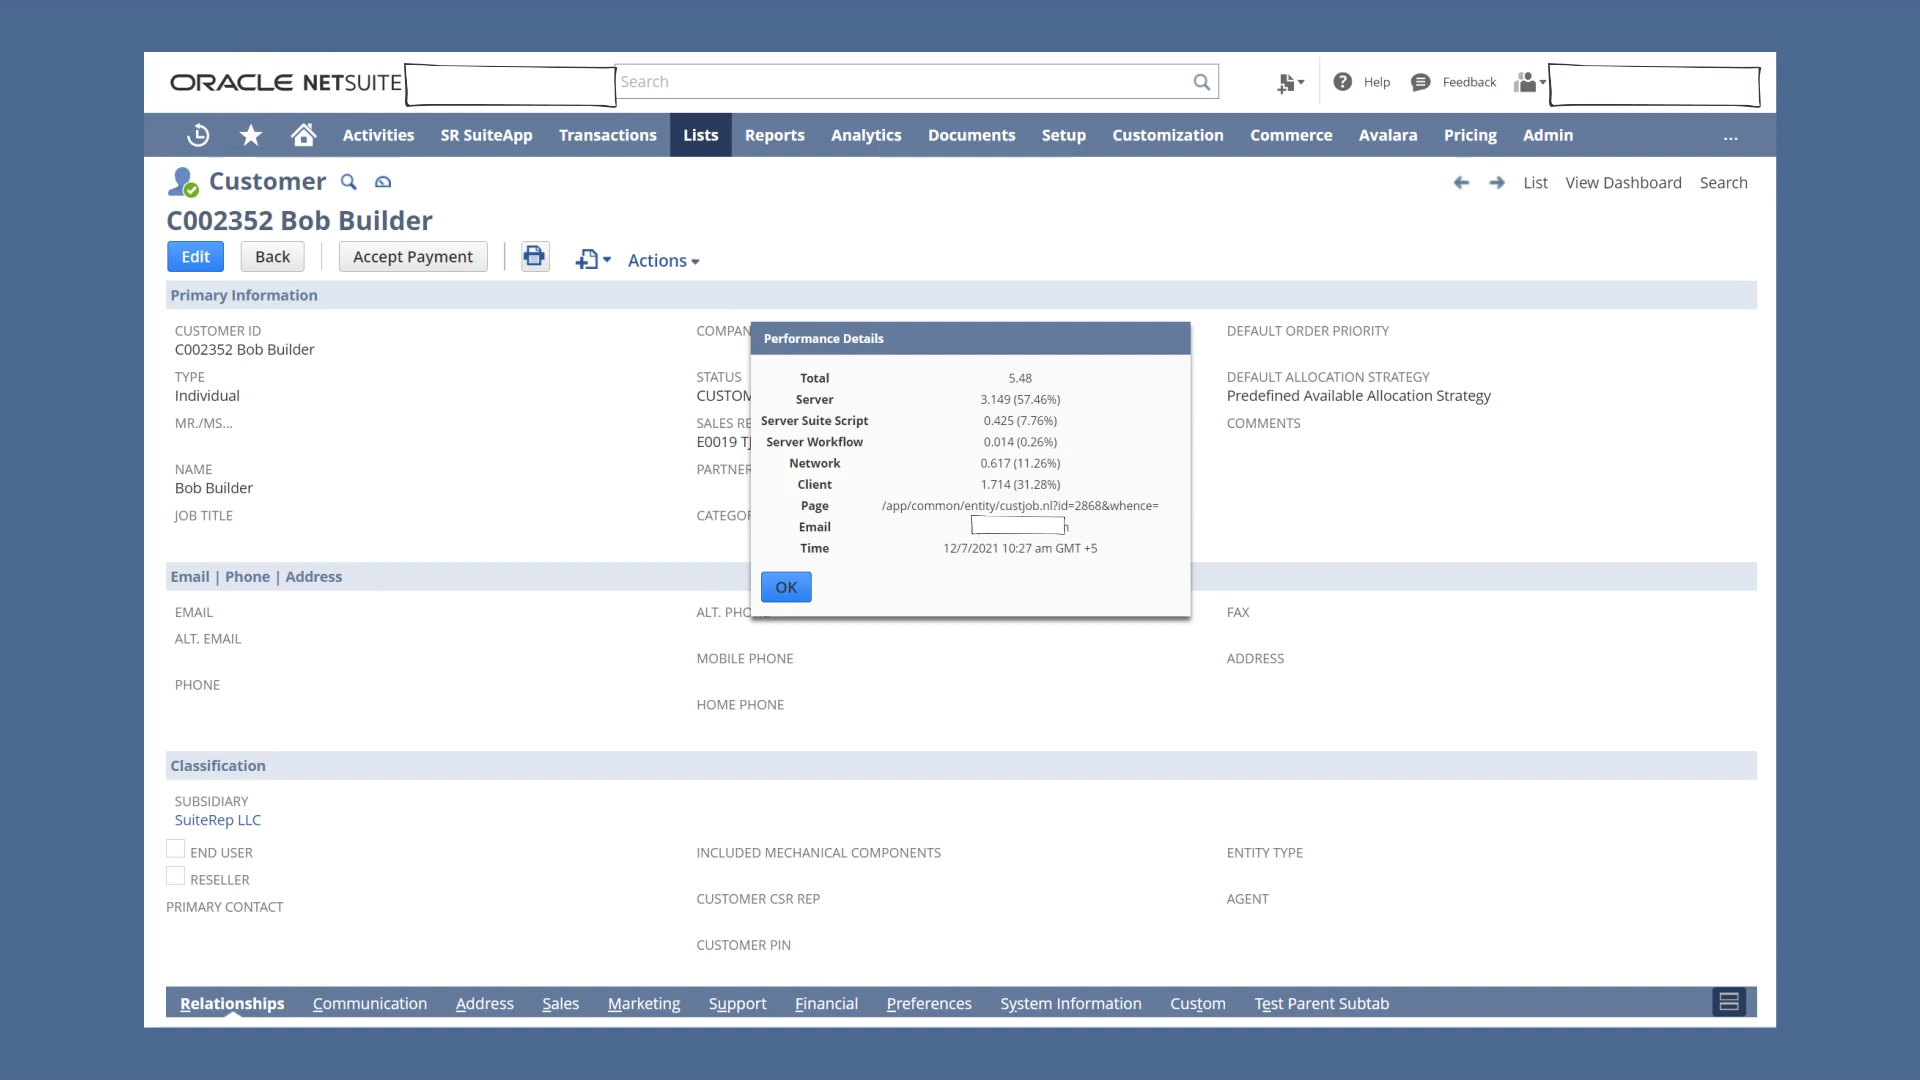 ORACLE NETSUITE
Search
Help
Feedback
Activities
SR SuiteApp
Transactions
Lists
Reports
Analytics
Documents
Setup
Customization
Commerce
Avalara
Pricing
Admin
...
Customer
List
View Dashboard
Search
C002352 Bob Builder
Edit
Back
Accept Payment
Actions
Primary Information
CUSTOMER ID
C002352 Bob Builder
TYPE
Individual
MR./MS...
NAME
Bob Builder
JOB TITLE
COMPAN
STATUS
CUSTOM
SALES RE
E0019 TJ
PARTNER
CATEGOR
DEFAULT ORDER PRIORITY
DEFAULT ALLOCATION STRATEGY
Predefined Available Allocation Strategy
COMMENTS
Performance Details
Total 5.48
Server 3.149 (57.46%)
Server Suite Script 0.425 (7.76%)
Server Workflow 0.014 (0.26%)
Network 0.617 (11.26%)
Client 1.714 (31.28%)
Page /app/common/entity/custjob.nl?id=2868&whence=
Email
Time 12/7/2021 10:27 am GMT +5
OK
Email | Phone | Address
EMAIL
ALT. EMAIL
PHONE
ALT. PHO
MOBILE PHONE
HOME PHONE
FAX
ADDRESS
Classification
SUBSIDIARY
SuiteRep LLC
END USER
RESELLER
PRIMARY CONTACT
INCLUDED MECHANICAL COMPONENTS
CUSTOMER CSR REP
CUSTOMER PIN
ENTITY TYPE
AGENT
Relationships
Communication
Address
Sales
Marketing
Support
Financial
Preferences
System Information
Custom
Test Parent Subtab